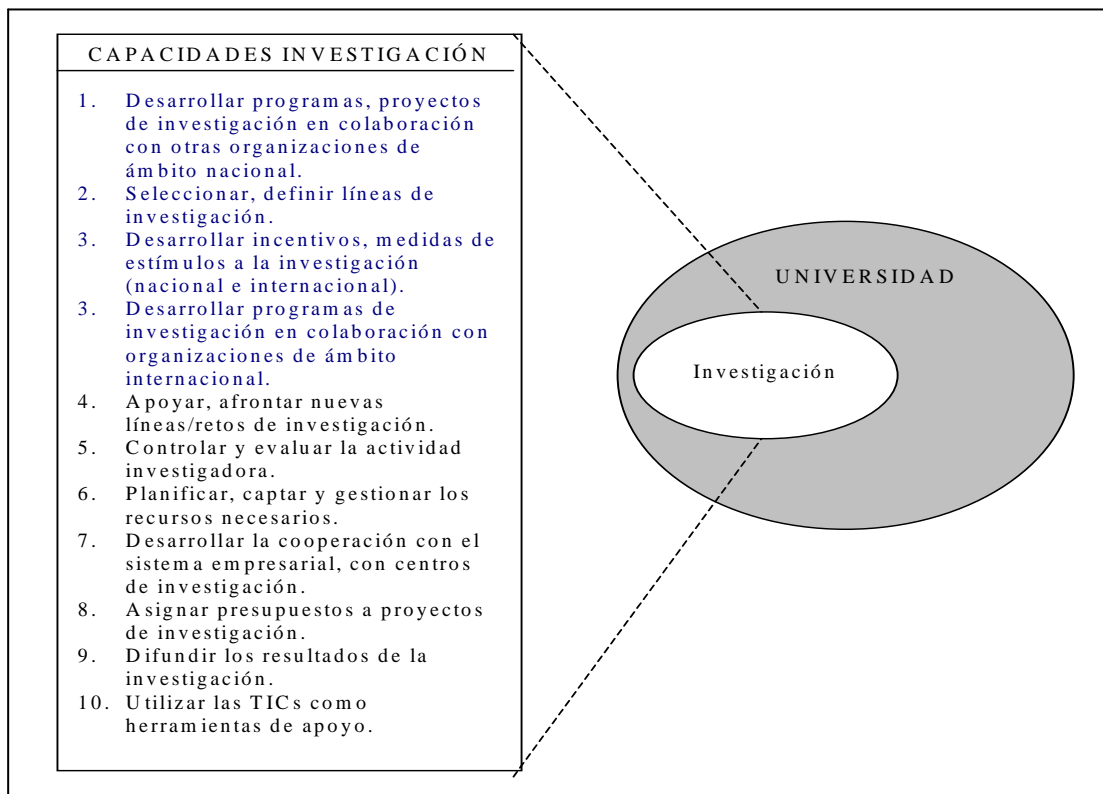 CAPACIDADES INVESTIGACIÓN
1. Desarrollar programas, proyectos
de investigación en colaboración
con otras organizaciones de
ámbito nacional.
2. Seleccionar, definir líneas de
investigación.
3. Desarrollar incentivos, medidas de
estímulos a la investigación
(nacional e internacional).
3. Desarrollar programas de
investigación en colaboración con
organizaciones de ámbito
internacional.
4. Apoyar, afrontar nuevas
líneas/retos de investigación.
5. Controlar y evaluar la actividad
investigadora.
6. Planificar, captar y gestionar los
recursos necesarios.
7. Desarrollar la cooperación con el
sistema empresarial, con centros
de investigación.
8. Asignar presupuestos a proyectos
de investigación.
9. Difundir los resultados de la
investigación.
10. Utilizar las TICs como
herramientas de apoyo.
UNIVERSIDAD
Investigación